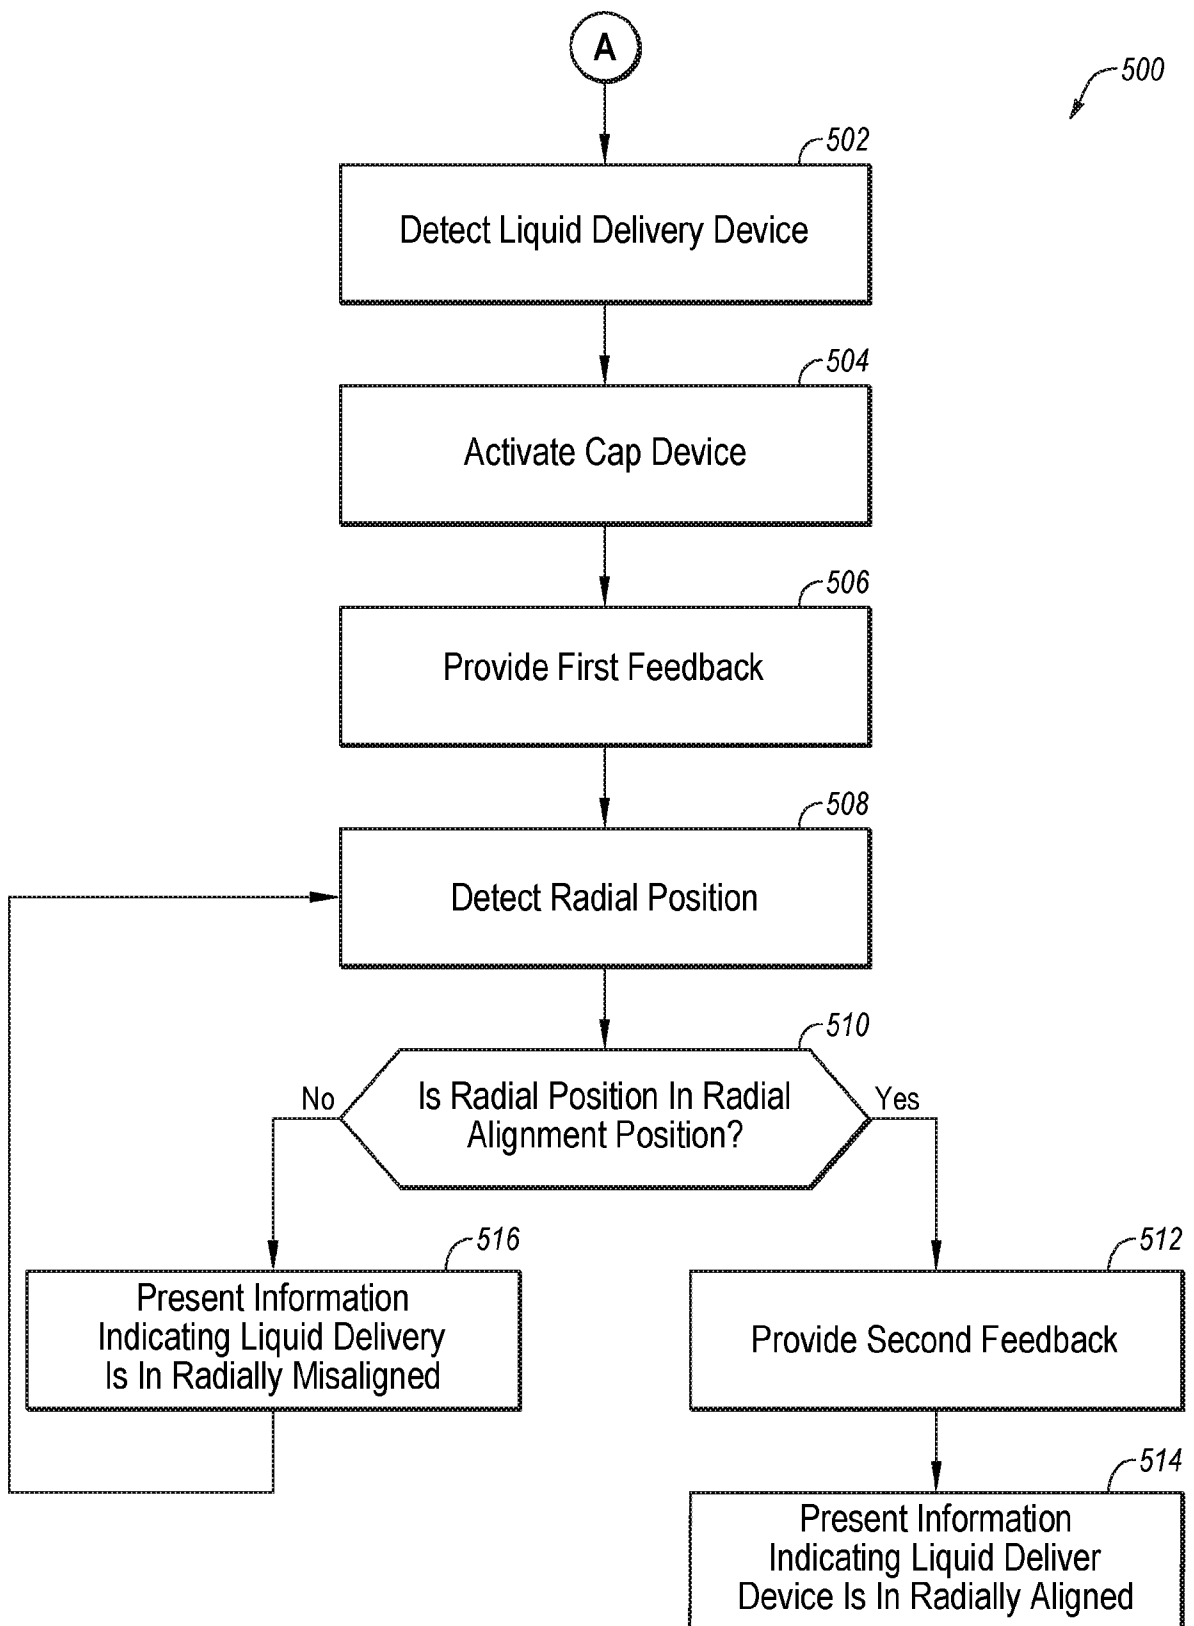 A
500
502
Detect Liquid Delivery Device
504
Activate Cap Device
506
Provide First Feedback
508
Detect Radial Position
510
Is Radial Position In Radial
Alignment Position?
No
Yes
516
Present Information
Indicating Liquid Delivery
Is In Radially Misaligned
512
Provide Second Feedback
514
Present Information
Indicating Liquid Deliver
Device Is In Radially Aligned